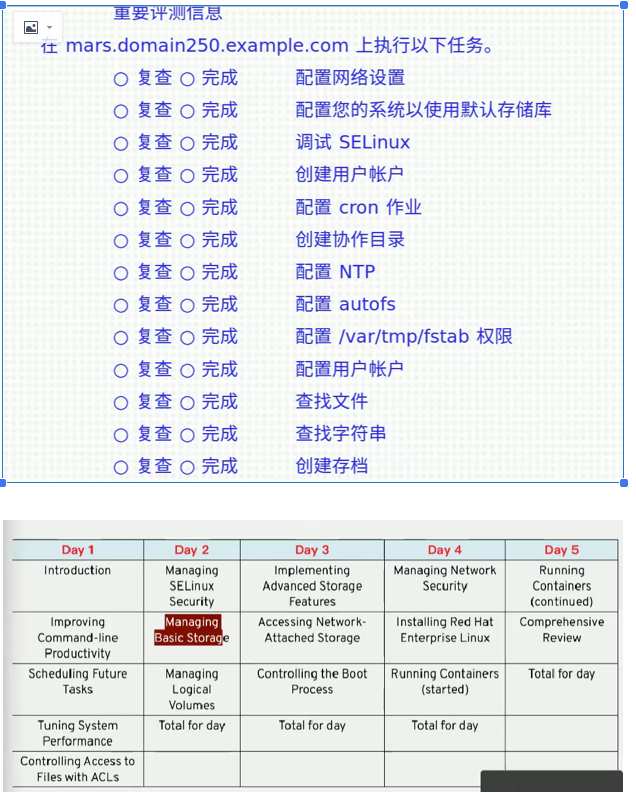 重要评测信息
在 mars.domain250.example.com 上执行以下任务。
复查 完成 配置网络设置
复查 完成 配置您的系统以使用默认存储库
复查 完成 调试 SELinux
复查 完成 创建用户帐户
复查 完成 配置 cron 作业
复查 完成 创建协作目录
复查 完成 配置 NTP
复查 完成 配置 autofs
复查 完成 配置 /var/tmp/fstab 权限
复查 完成 配置用户帐户
复查 完成 查找文件
复查 完成 查找字符串
复查 完成 创建存档
Day 1 Day 2 Day 3 Day 4 Day 5
Introduction
Managing
SELinux
Security
Implementing
Advanced Storage
Features
Managing Network
Security
Running
Containers
(continued)
Improving
Command-line
Productivity
Managing
Basic Storage
Accessing Network-
Attached Storage
Installing Red Hat
Enterprise Linux
Comprehensive
Review
Scheduling Future
Tasks
Managing
Logical
Volumes
Controlling the Boot
Process
Running Containers
(started)
Total for day
Tuning System
Performance
Total for day
Total for day
Total for day
Controlling Access to
Files with ACLs